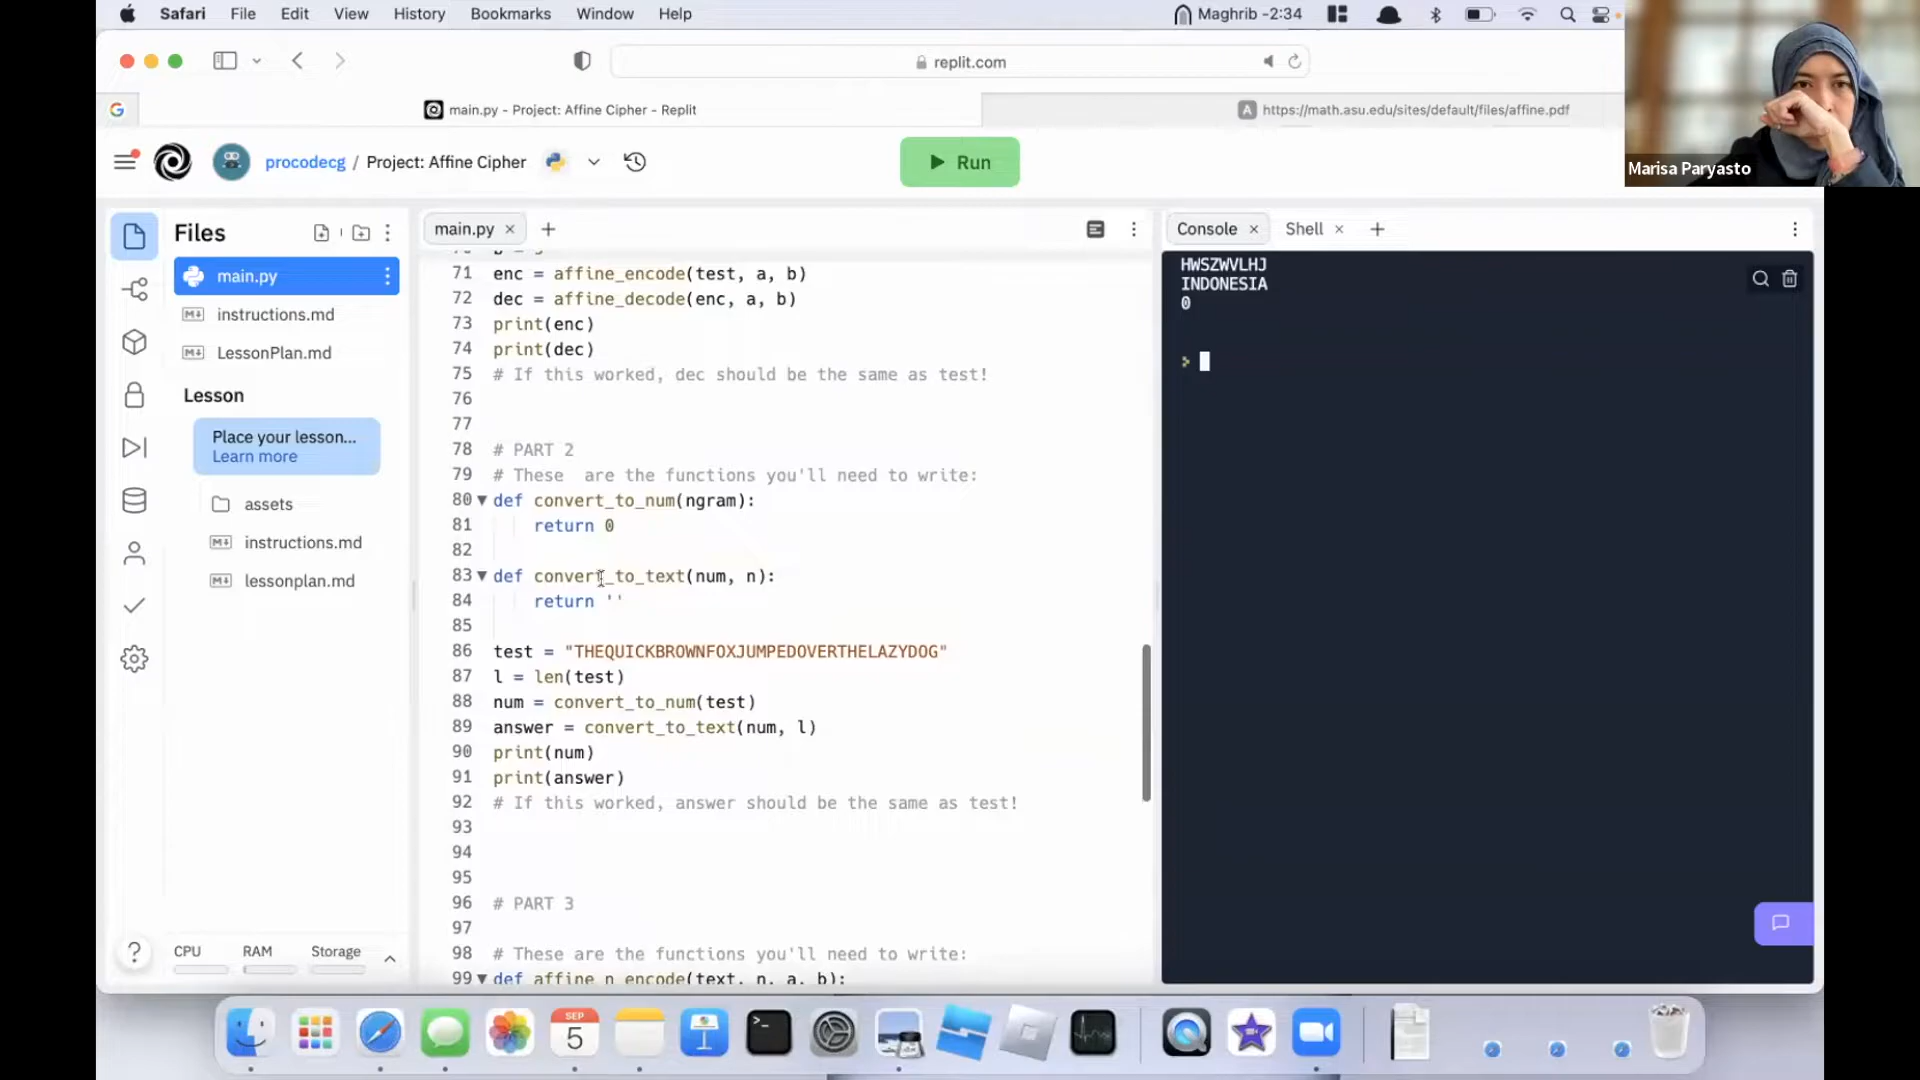 Safari File Edit View History Bookmarks Window Help
Maghrib -2:34
replit.com
main.py - Project: Affine Cipher - Replit
https://math.asu.edu/sites/default/files/affine.pdf
Marisa Paryasto
procodecg / Project: Affine Cipher
Run
Files
main.py
instructions.md
LessonPlan.md
Lesson
Place your lesson...
Learn more
assets
instructions.md
lessonplan.md
CPU RAM Storage
main.py
71 enc = affine_encode(test, a, b)
72 dec = affine_decode(enc, a, b)
73 print(enc)
74 print(dec)
75 # If this worked, dec should be the same as test!
76
77
78 # PART 2
79 # These  are the functions you'll need to write:
80 def convert_to_num(ngram):
81 return 0
82
83 def convert_to_text(num, n):
84 return ''
85
86 test = "THEQUICKBROWNFOXJUMPEDOVERTHELAZYDOG"
87 l = len(test)
88 num = convert_to_num(test)
89 answer = convert_to_text(num, l)
90 print(num)
91 print(answer)
92 # If this worked, answer should be the same as test!
93
94
95
96 # PART 3
97
98 # These are the functions you'll need to write:
99 def affine_n_encode(text, n, a, b):
Console Shell
HWSZWVLHJ
INDONESIA
0
>
SEP
5